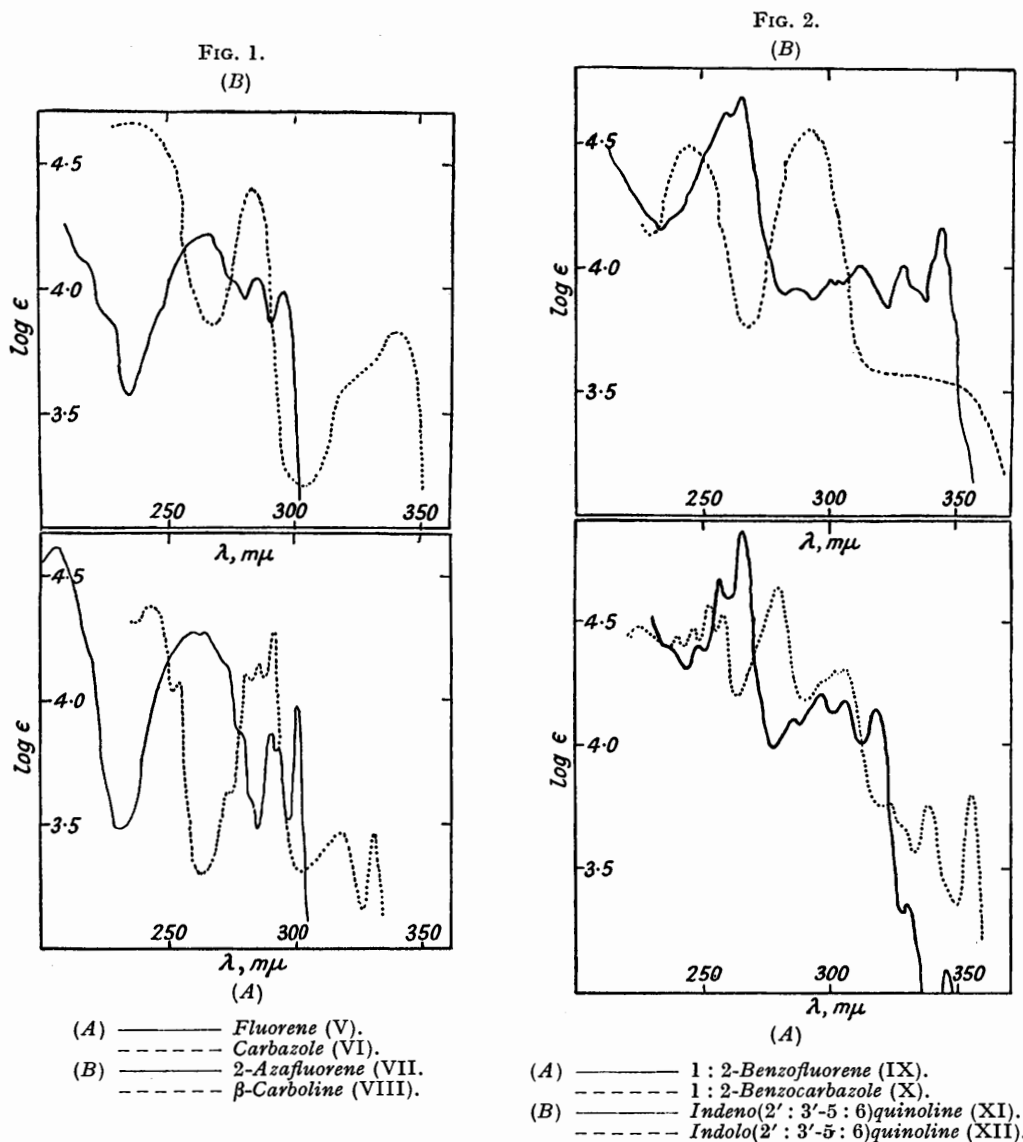 FIG. 1.
(B)
4·5
4·0
3·5
log ϵ
250 300 350
λ, mμ
4·5
4·0
3·5
log ϵ
250 300 350
λ, mμ
(A)
(A) ———— Fluorene (V).
------ Carbazole (VI).
(B) ———— 2-Azafluorene (VII.
------ β-Carboline (VIII).
FIG. 2.
(B)
4·5
4·0
3·5
log ϵ
250 300 350
λ, mμ
4·5
4·0
3·5
log ϵ
250 300 350
λ, mμ
(A)
(A) ———— 1 : 2-Benzofluorene (IX).
------ 1 : 2-Benzocarbazole (X).
(B) ———— Indeno(2′ : 3′-5 : 6)quinoline (XI).
------ Indolo(2′ : 3′-5 : 6)quinoline (XII).